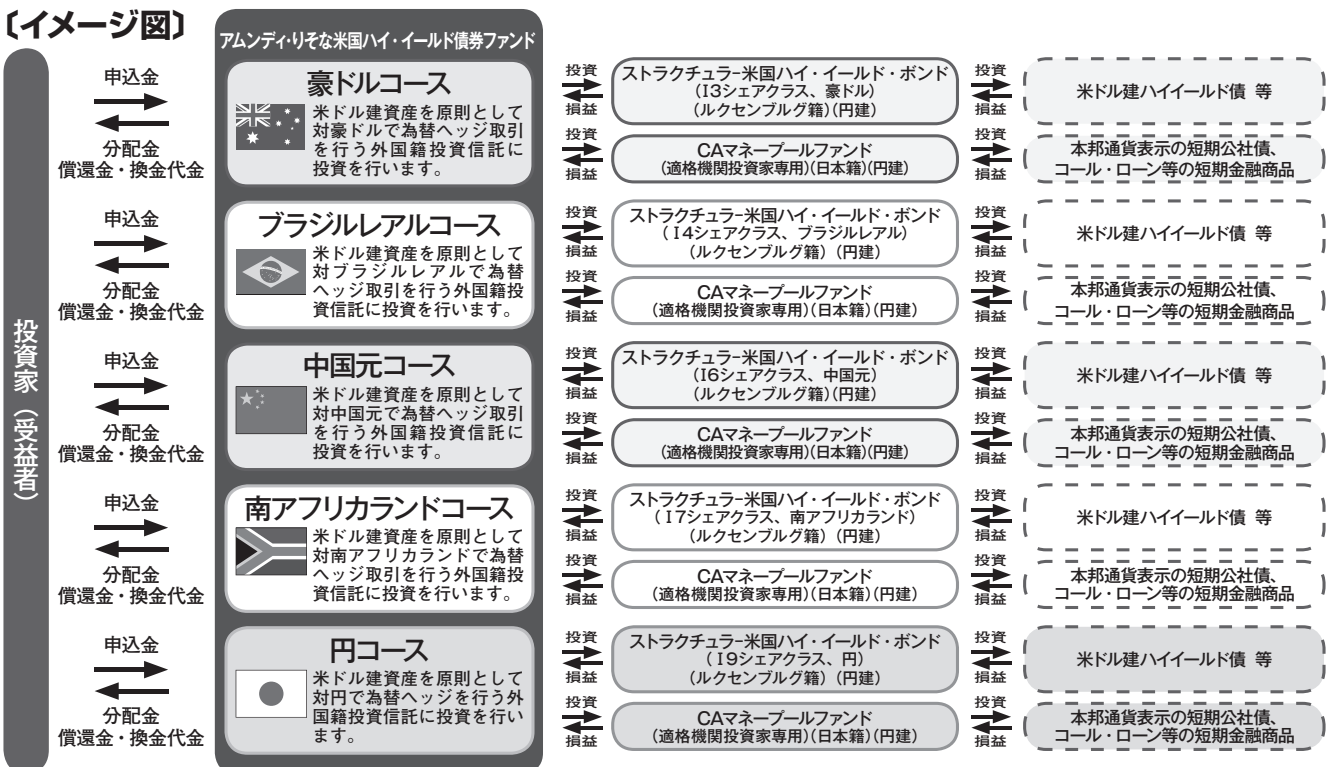 〔イメージ図〕
アムンディ・りそな米国ハイ・イールド債券ファンド
投資家（受益者）
申込金
分配金
償還金・換金代金
豪ドルコース
米ドル建資産を原則として
対豪ドルで為替ヘッジ取引
を行う外国籍投資信託に
投資を行います。
投資
損益
ストラクチュラ-米国ハイ・イールド・ボンド
(I3シェアクラス、豪ドル)
(ルクセンブルグ籍)(円建)
投資
損益
米ドル建ハイイールド債 等
投資
損益
CAマネープールファンド
(適格機関投資家専用)(日本籍)(円建)
投資
損益
本邦通貨表示の短期公社債、
コール・ローン等の短期金融商品
申込金
分配金
償還金・換金代金
ブラジルレアルコース
米ドル建資産を原則として
対ブラジルレアルで為替
ヘッジ取引を行う外国籍投
資信託に投資を行います。
投資
損益
ストラクチュラ-米国ハイ・イールド・ボンド
(I4シェアクラス、ブラジルレアル)
(ルクセンブルグ籍) (円建)
投資
損益
米ドル建ハイイールド債 等
投資
損益
CAマネープールファンド
(適格機関投資家専用)(日本籍)(円建)
投資
損益
本邦通貨表示の短期公社債、
コール・ローン等の短期金融商品
申込金
分配金
償還金・換金代金
中国元コース
米ドル建資産を原則として
対中国元で為替ヘッジ取引
を行う外国籍投資信託に
投資を行います。
投資
損益
ストラクチュラ-米国ハイ・イールド・ボンド
(I6シェアクラス、中国元)
(ルクセンブルグ籍)(円建)
投資
損益
米ドル建ハイイールド債 等
投資
損益
CAマネープールファンド
(適格機関投資家専用)(日本籍)(円建)
投資
損益
本邦通貨表示の短期公社債、
コール・ローン等の短期金融商品
申込金
分配金
償還金・換金代金
南アフリカランドコース
米ドル建資産を原則として
対南アフリカランドで為替
ヘッジ取引を行う外国籍投
資信託に投資を行います。
投資
損益
ストラクチュラ-米国ハイ・イールド・ボンド
(I7シェアクラス、南アフリカランド)
(ルクセンブルグ籍) (円建)
投資
損益
米ドル建ハイイールド債 等
投資
損益
CAマネープールファンド
(適格機関投資家専用)(日本籍)(円建)
投資
損益
本邦通貨表示の短期公社債、
コール・ローン等の短期金融商品
申込金
分配金
償還金・換金代金
円コース
米ドル建資産を原則として
対円で為替ヘッジを行う外
国籍投資信託に投資を行い
ます。
投資
損益
ストラクチュラ-米国ハイ・イールド・ボンド
(I9シェアクラス、円)
(ルクセンブルグ籍) (円建)
投資
損益
米ドル建ハイイールド債 等
投資
損益
CAマネープールファンド
(適格機関投資家専用)(日本籍)(円建)
投資
損益
本邦通貨表示の短期公社債、
コール・ローン等の短期金融商品